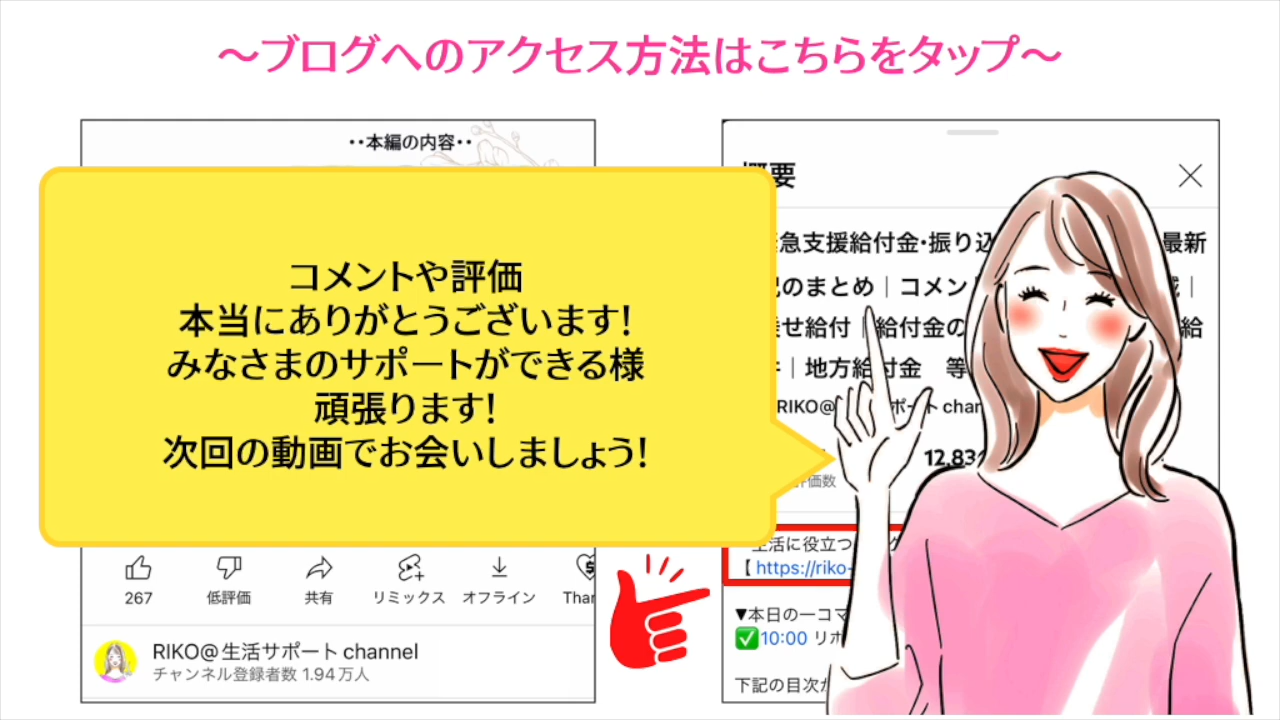 ～ブログへのアクセス方法はこちらをタップ～
・・本編の内容・・
コメントや評価
本当にありがとうございます!
みなさまのサポートができる様
頑張ります!
次回の動画でお会いしましょう!
267
低評価
共有
リミックス
オフライン
RIKO@生活サポートchannel
チャンネル登録者数 1.94万人
概要
急支援給付金・振り込 最新
のまとめ｜コメン
せ給付｜給付金の 給
｜地方給付金 等
RIKO@ ポート chan
評価数
生活に役立つ
【 https://riko-
▼本日の一コマ
✅10:00 リオ
下記の目次